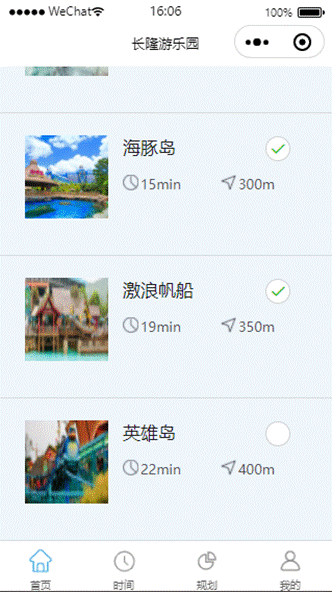 WeChat 16:06 100%
长隆游乐园
海豚岛
15min 300m
激浪帆船
19min 350m
英雄岛
22min 400m
首页 时间 规划 我的